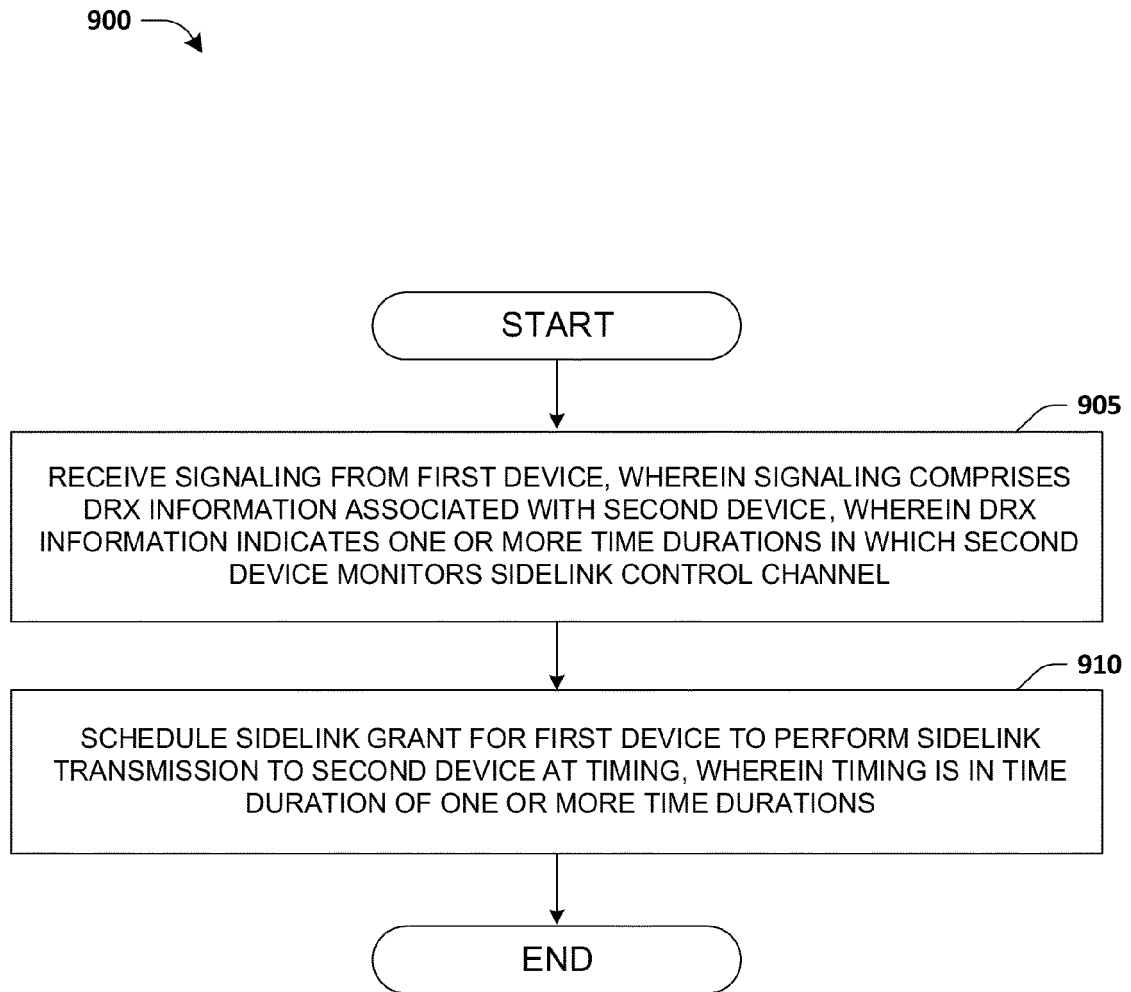 900
START
905
RECEIVE SIGNALING FROM FIRST DEVICE, WHEREIN SIGNALING COMPRISES
DRX INFORMATION ASSOCIATED WITH SECOND DEVICE, WHEREIN DRX
INFORMATION INDICATES ONE OR MORE TIME DURATIONS IN WHICH SECOND
DEVICE MONITORS SIDELINK CONTROL CHANNEL
910
SCHEDULE SIDELINK GRANT FOR FIRST DEVICE TO PERFORM SIDELINK
TRANSMISSION TO SECOND DEVICE AT TIMING, WHEREIN TIMING IS IN TIME
DURATION OF ONE OR MORE TIME DURATIONS
END